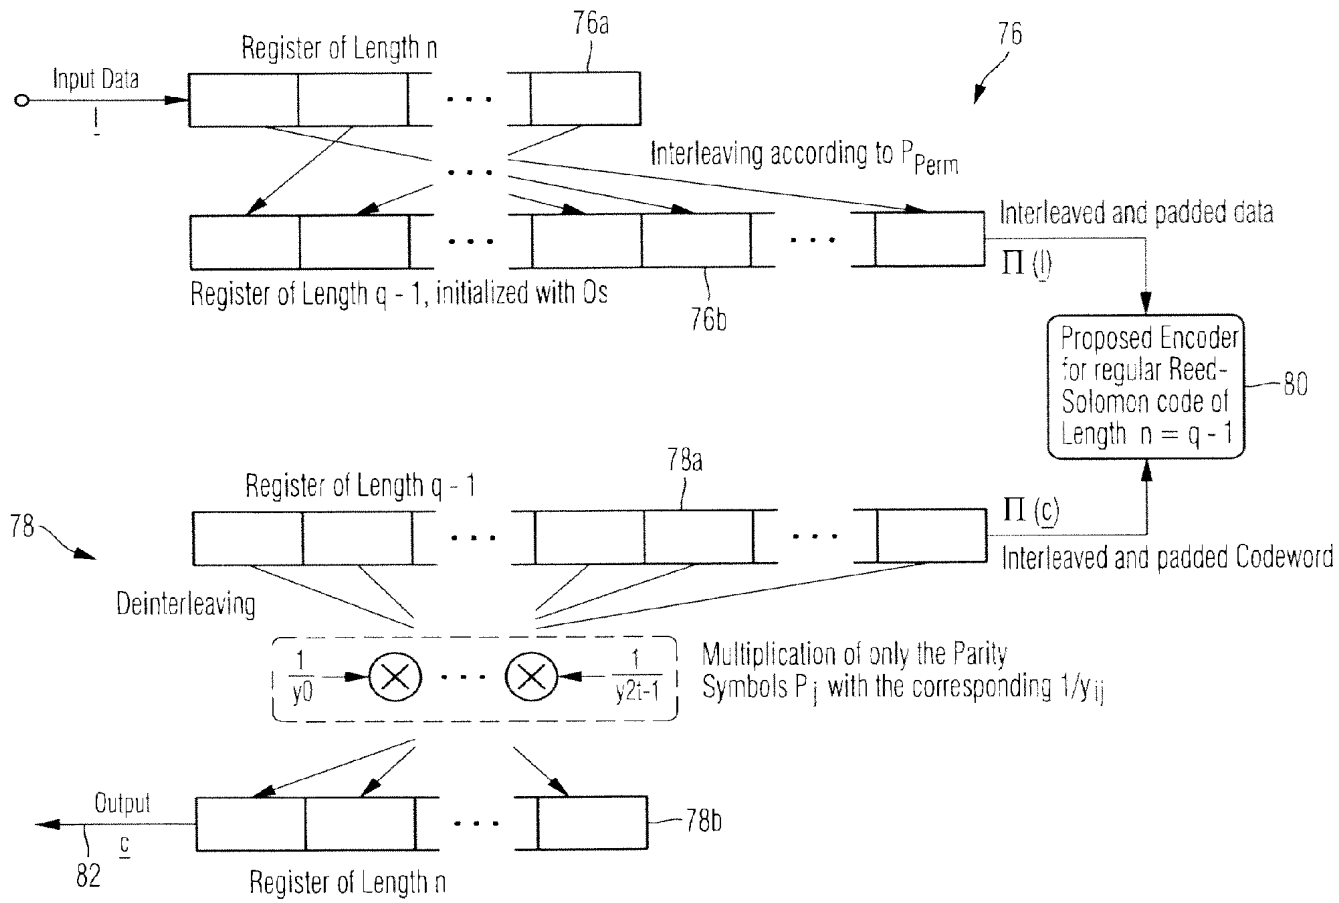 76a
76
Register of Length n
Input Data
I
Interleaving according to P Perm
Interleaved and padded data
Π (I)
Register of Length q - 1, initialized with 0s
76b
Proposed Encoder
for regular Reed-
Solomon code of
Length n = q - 1
80
78a
Register of Length q - 1
78
Π (c)
Interleaved and padded Codeword
Deinterleaving
1
y0
1
y2t-1
Multiplication of only the Parity
Symbols Pj with the corresponding 1/yij
Output
c
82
78b
Register of Length n